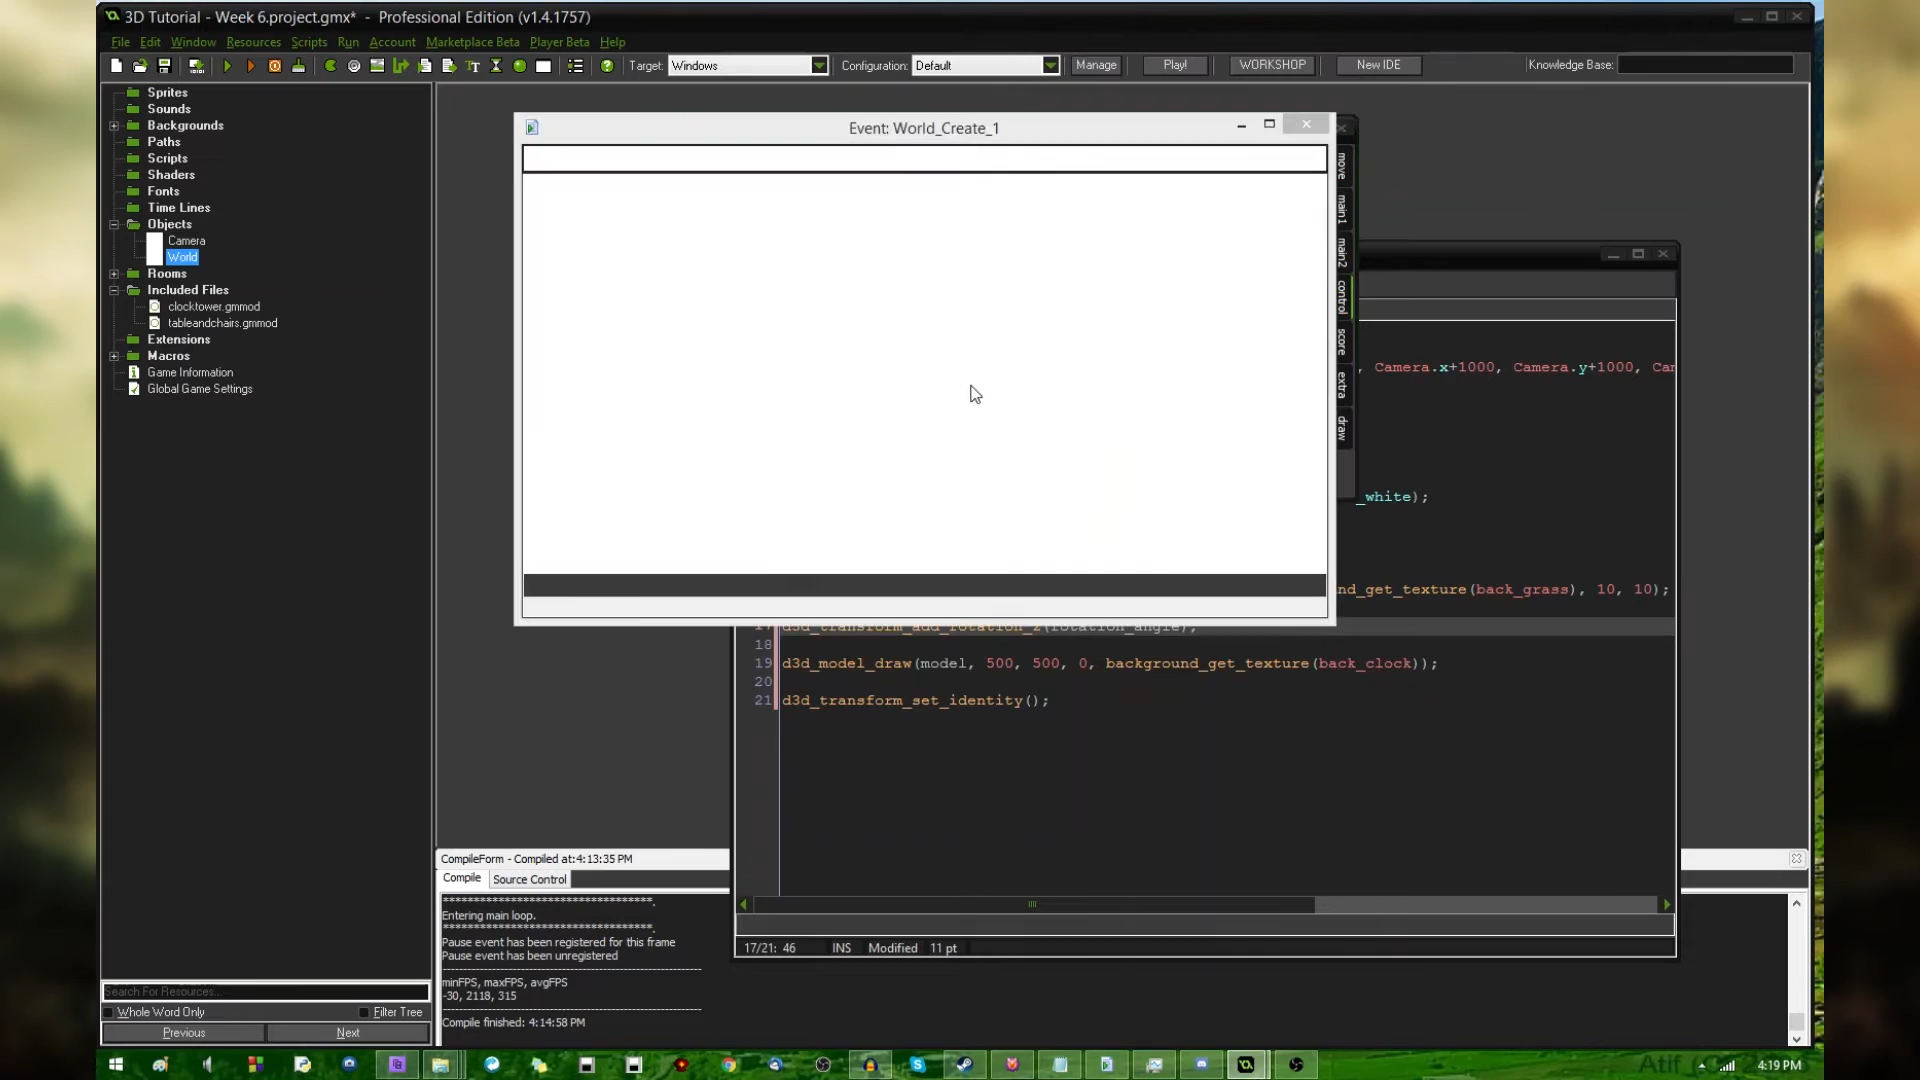 3D Tutorial - Week 6.project.gmx* - Professional Edition (v1.4.1757)
File Edit Window Resources Scripts Run Account Marketplace Beta Player Beta Help
Target: Windows Configuration: Default Manage Play! WORKSHOP New IDE Knowledge Base:
Sprites
Sounds
Backgrounds
Paths
Scripts
Shaders
Fonts
Time Lines
Objects
Camera
World
Rooms
Included Files
clocktower.gmmod
tableandchairs.gmmod
Extensions
Macros
Game Information
Global Game Settings
Event: World_Create_1
move
main1
main2
control
score
extra
draw
, Camera.x+1000, Camera.y+1000, Cam
_white);
nd_get_texture(back_grass), 10, 10);
17 d3d_transform_add_rotation_z(rotation_angle);
18
19 d3d_model_draw(model, 500, 500, 0, background_get_texture(back_clock));
20
21 d3d_transform_set_identity();
17/21: 46 INS Modified 11 pt
CompileForm - Compiled at:4:13:35 PM
Compile Source Control
***********************************.
Entering main loop.
***********************************.
Pause event has been registered for this frame
Pause event has been unregistered
minFPS, maxFPS, avgFPS
-30, 2118, 315
Compile finished: 4:14:58 PM
Search For Resources...
Whole Word Only Filter Tree
Previous Next
Atif
4:19 PM